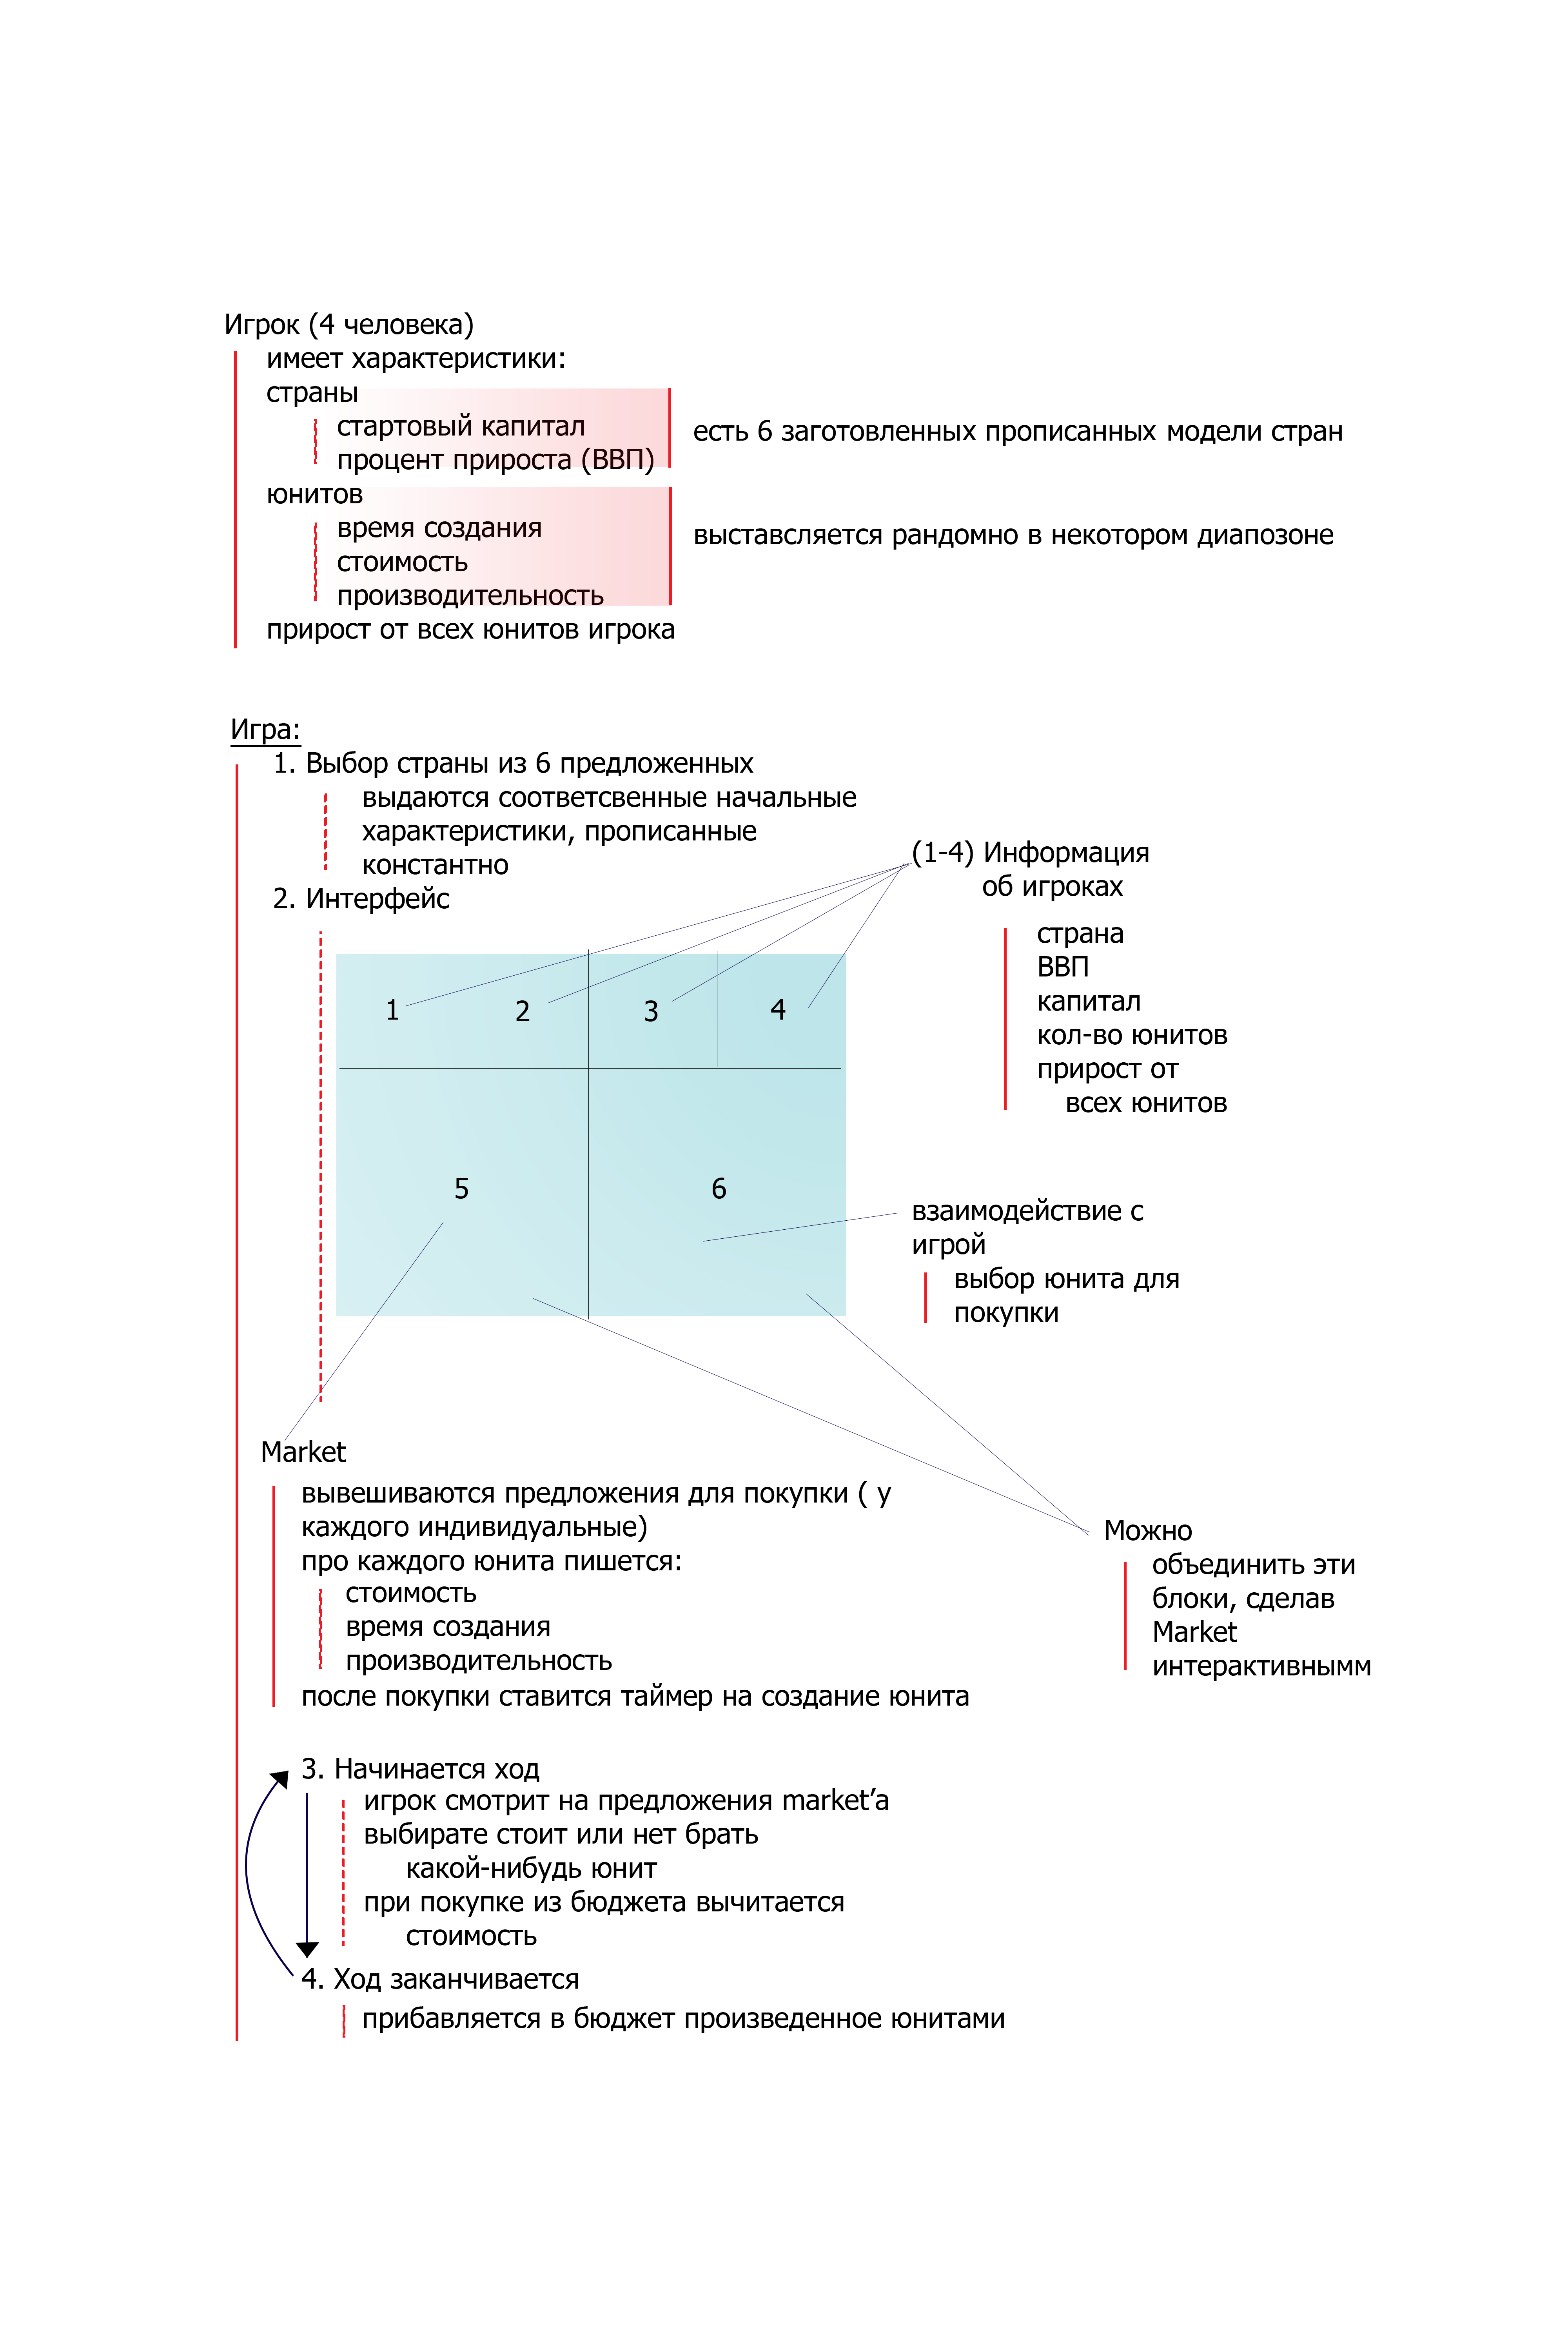 Игрок (4 человека)
имеет характеристики:
страны
стартовый капитал
процент прироста (ВВП)
есть 6 заготовленных прописанных модели стран
юнитов
время создания
стоимость
производительность
выставсляется рандомно в некотором диапозоне
прирост от всех юнитов игрока
Игра:
1. Выбор страны из 6 предложенных
выдаются соответсвенные начальные
характеристики, прописанные
константно
2. Интерфейс
(1-4) Информация
об игроках
страна
ВВП
капитал
кол-во юнитов
прирост от
всех юнитов
1
2
3
4
5
6
взаимодействие с
игрой
выбор юнита для
покупки
Market
вывешиваются предложения для покупки ( у
каждого индивидуальные)
про каждого юнита пишется:
стоимость
время создания
производительность
после покупки ставится таймер на создание юнита
Можно
объединить эти
блоки, сделав
Market
интерактивнымм
3. Начинается ход
игрок смотрит на предложения market’а
выбирате стоит или нет брать
какой-нибудь юнит
при покупке из бюджета вычитается
стоимость
4. Ход заканчивается
прибавляется в бюджет произведенное юнитами